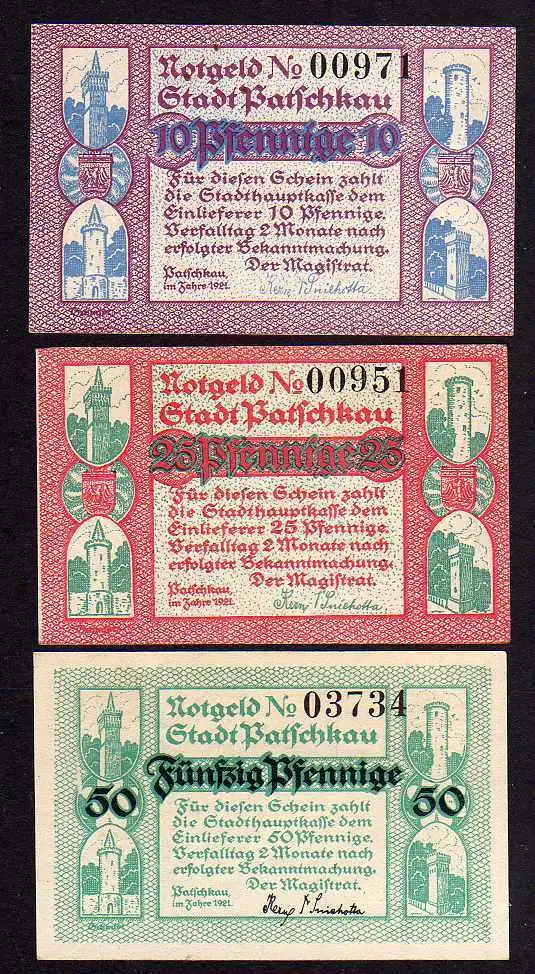 Notgeld No 00971
Stadt Patschkau
10 Pfennige 10
Für diesen Schein zahlt
die Stadthauptkasse dem
Einlieferer 10 Pfennige.
Verfalltag 2 Monate nach
erfolgter Bekanntmachung.
Der Magistrat.
Patschkau,
im Jahre 1921.
Notgeld No 00951
Stadt Patschkau
25 Pfennige 25
Für diesen Schein zahlt
die Stadthauptkasse dem
Einlieferer 25 Pfennige.
Verfalltag 2 Monate nach
erfolgter Bekanntmachung.
Der Magistrat.
Patschkau,
im Jahre 1921.
Notgeld No 03734
Stadt Patschkau
Fünfzig Pfennige
50 50
Für diesen Schein zahlt
die Stadthauptkasse dem
Einlieferer 50 Pfennige.
Verfalltag 2 Monate nach
erfolgter Bekanntmachung.
Der Magistrat.
Patschkau,
im Jahre 1921.